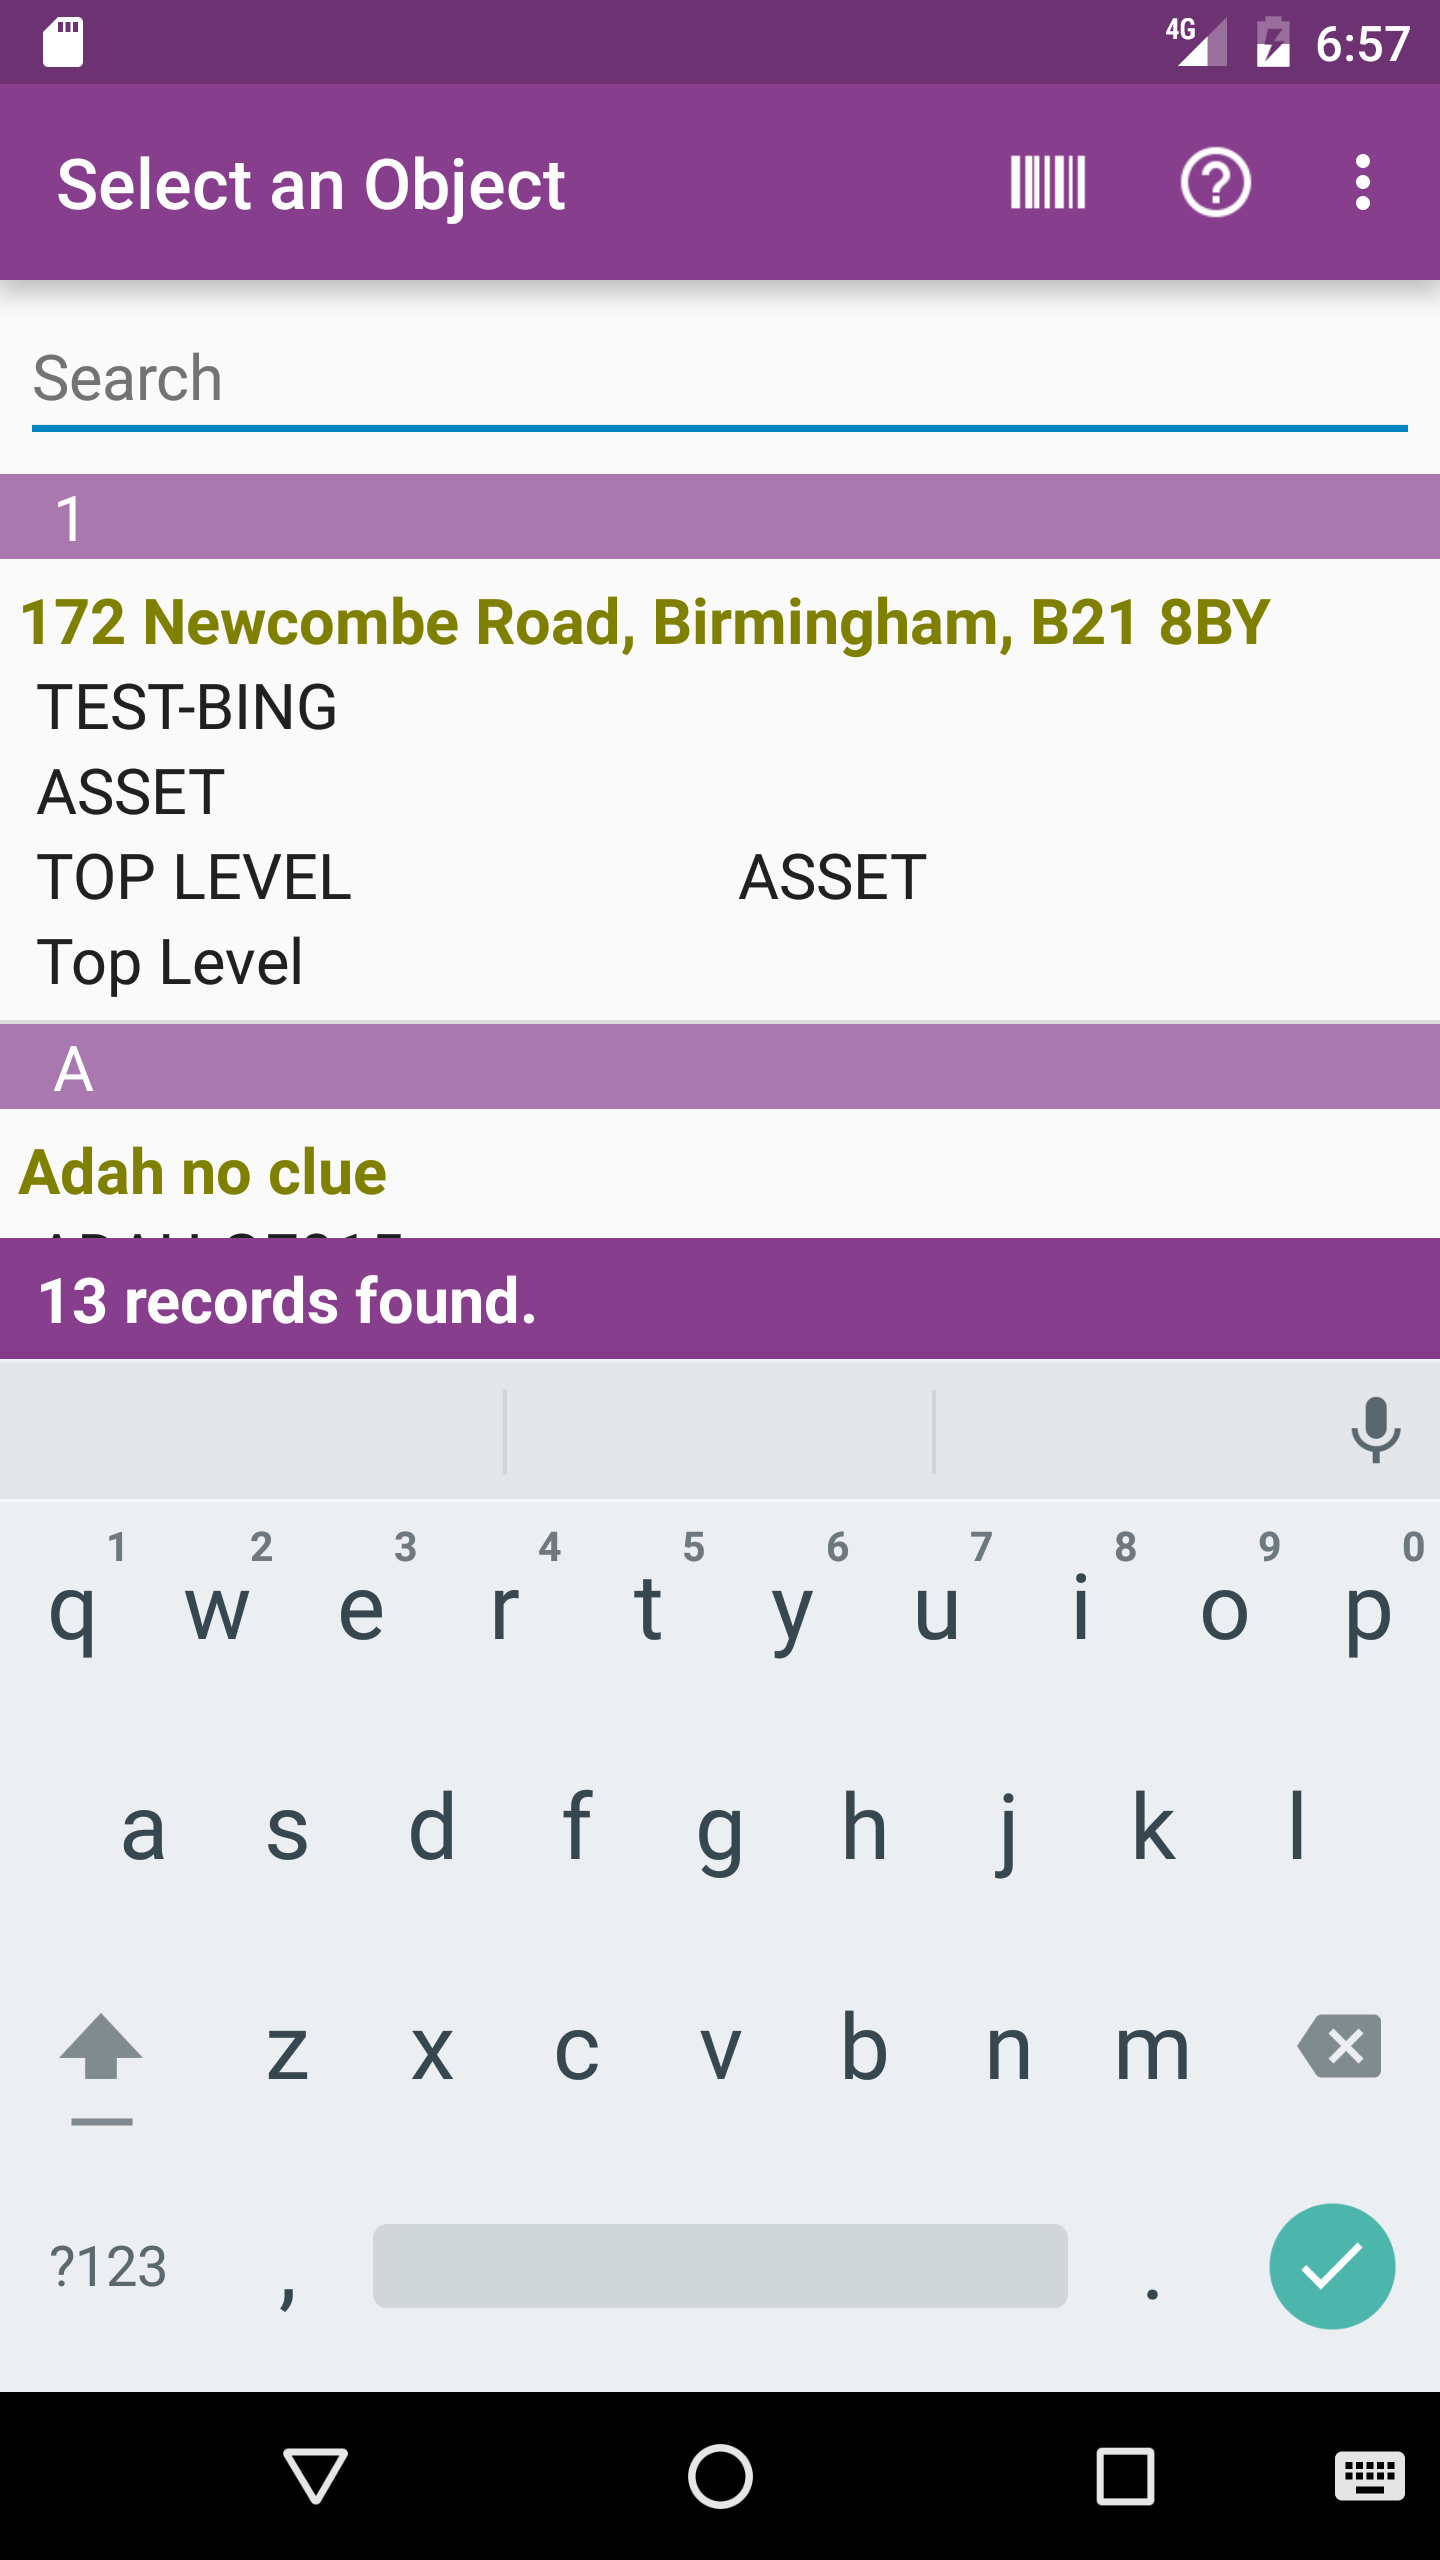 4G 6:57
Select an Object
Search
1
172 Newcombe Road, Birmingham, B21 8BY
TEST-BING
ASSET
TOP LEVEL ASSET
Top Level
A
Adah no clue
13 records found.
1 2 3 4 5 6 7 8 9 0
q w e r t y u i o p
a s d f g h j k l
z x c v b n m
?123 , .